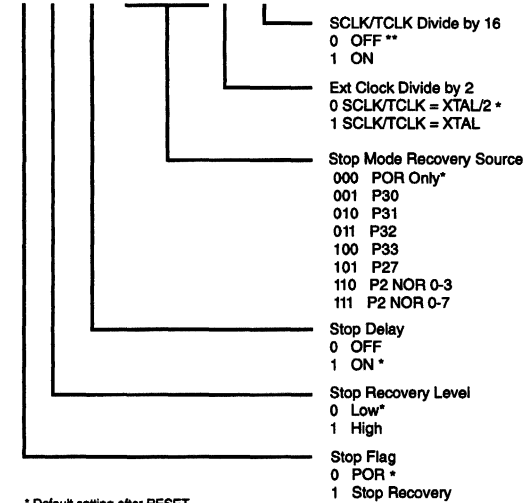 SCLK/TCLK Divide by 16
0 OFF **
1 ON
Ext Clock Divide by 2
0 SCLK/TCLK = XTAL/2 *
1 SCLK/TCLK = XTAL
Stop Mode Recovery Source
000 POR Only*
001 P30
010 P31
011 P32
100 P33
101 P27
110 P2 NOR 0-3
111 P2 NOR 0-7
Stop Delay
0 OFF
1 ON *
Stop Recovery Level
0 Low*
1 High
Stop Flag
0 POR *
1 Stop Recovery
* Default setting after RESET